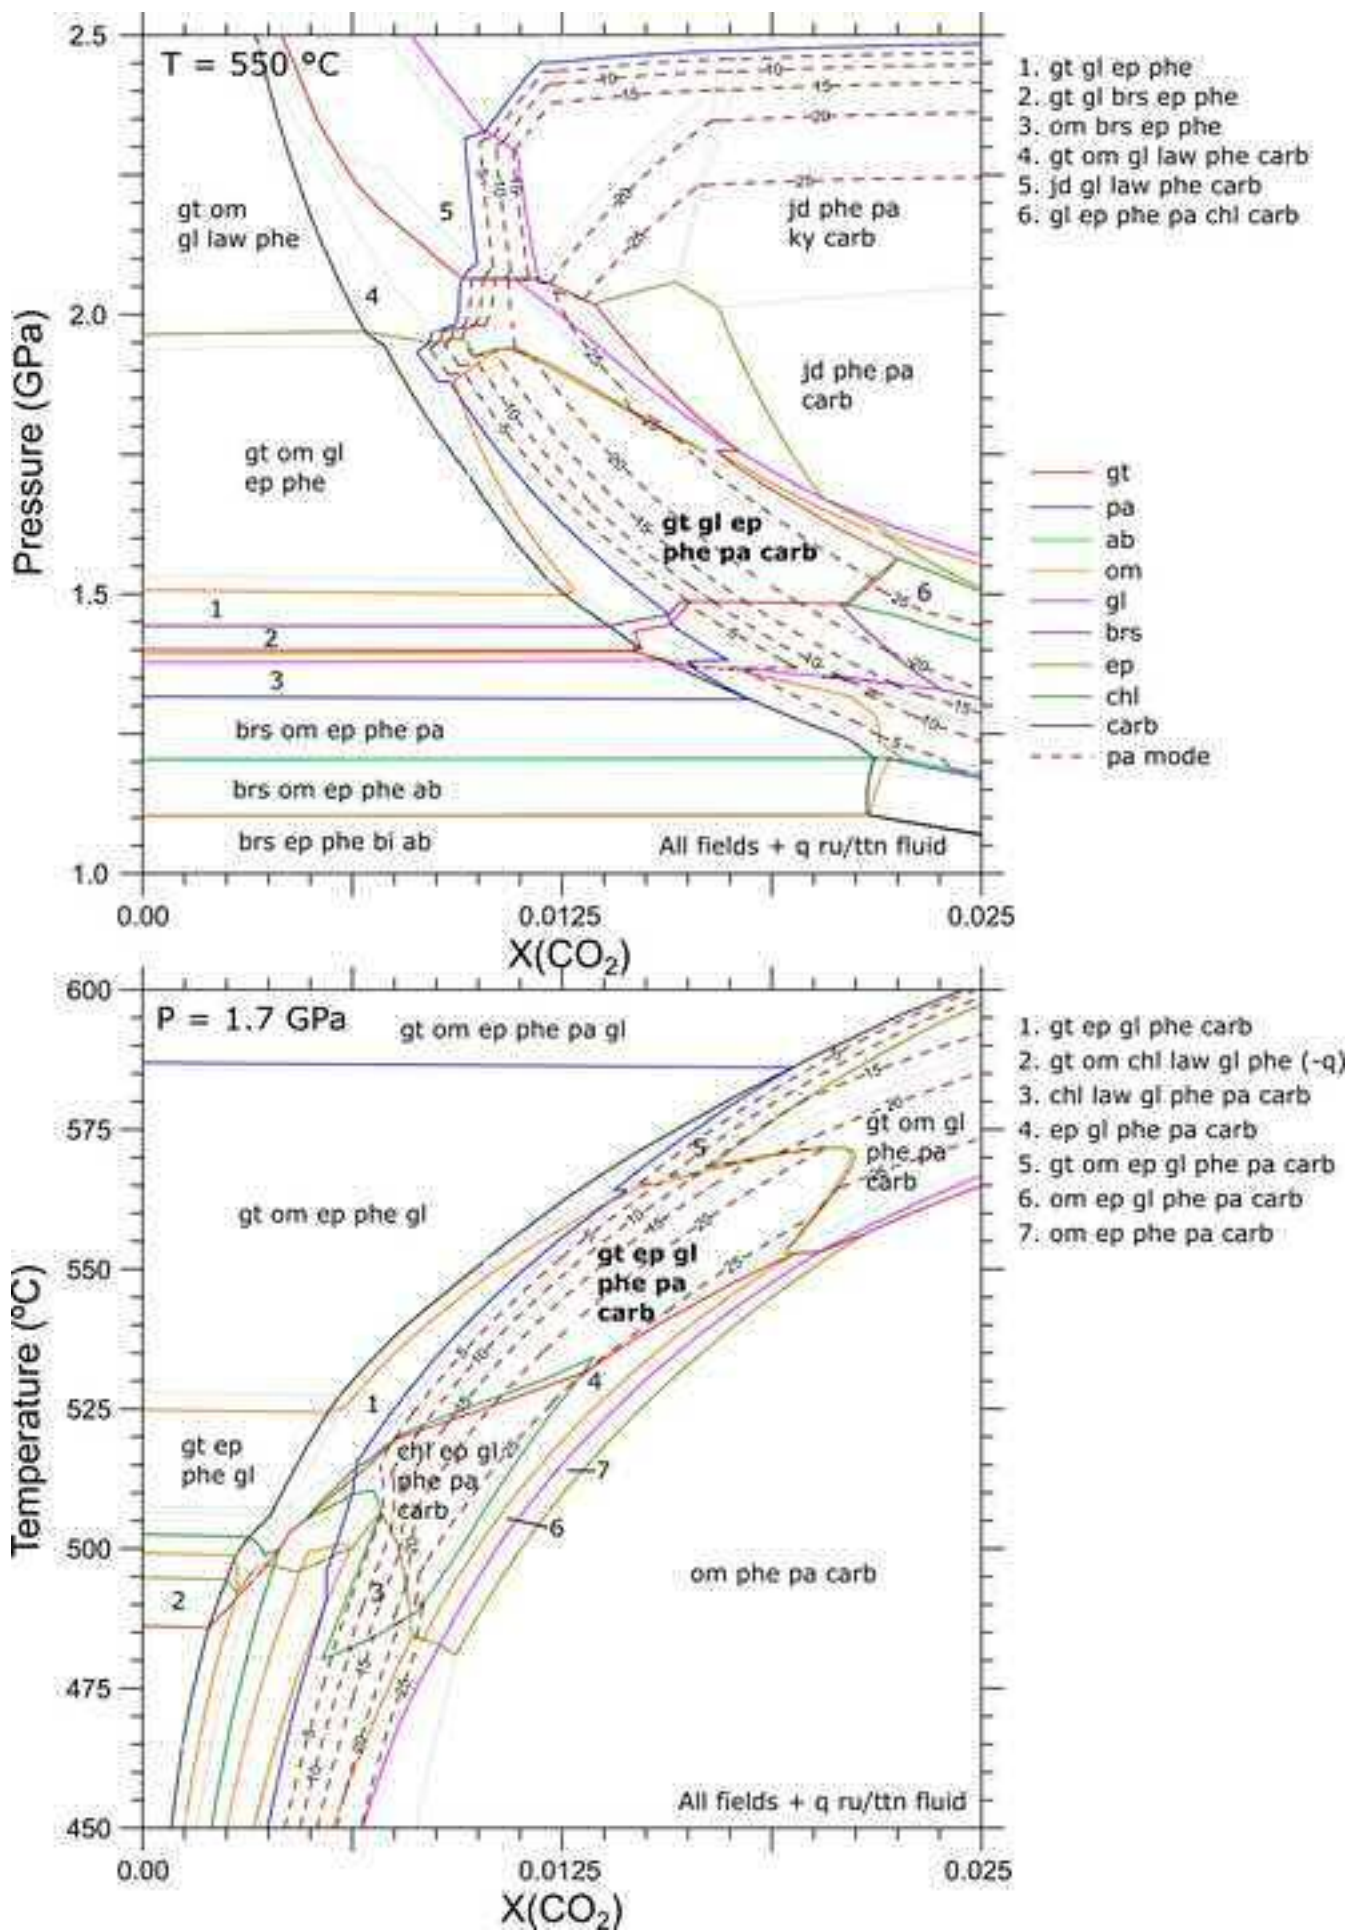 T = 550 ºC
2.5
2.0
1.5
1.0
Pressure (GPa)
gt om
gl law phe
5
4
jd phe pa
ky carb
jd phe pa
carb
gt om gl
ep phe
gt gl ep
phe pa carb
6
1
2
3
brs om ep phe pa
brs om ep phe ab
brs ep phe bi ab
All fields + q ru/ttn fluid
0.00
0.0125
0.025
X(CO2)
1. gt gl ep phe
2. gt gl brs ep phe
3. om brs ep phe
4. gt om gl law phe carb
5. jd gl law phe carb
6. gl ep phe pa chl carb
gt
pa
ab
om
gl
brs
ep
chl
carb
pa mode
P = 1.7 GPa
600
575
550
525
500
475
450
Temperature (ºC)
gt om ep phe pa gl
gt om ep phe gl
5
gt om gl
phe pa
carb
gt ep gl
phe pa
carb
4
1
gt ep
phe gl
chl ep gl
phe pa
carb
7
6
2
3
om phe pa carb
All fields + q ru/ttn fluid
0.00
0.0125
0.025
X(CO2)
1. gt ep gl phe carb
2. gt om chl law gl phe (-q)
3. chl law gl phe pa carb
4. ep gl phe pa carb
5. gt om ep gl phe pa carb
6. om ep gl phe pa carb
7. om ep phe pa carb